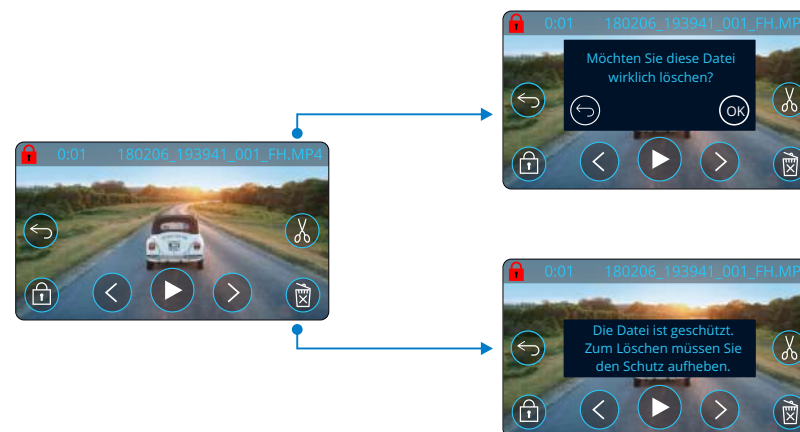 0:01 180206_193941_001_FH.MP
Möchten Sie diese Datei
wirklich löschen?
OK
0:01 180206_193941_001_FH.MP4
0:01 180206_193941_001_FH.MP
Die Datei ist geschützt.
Zum Löschen müssen Sie
den Schutz aufheben.